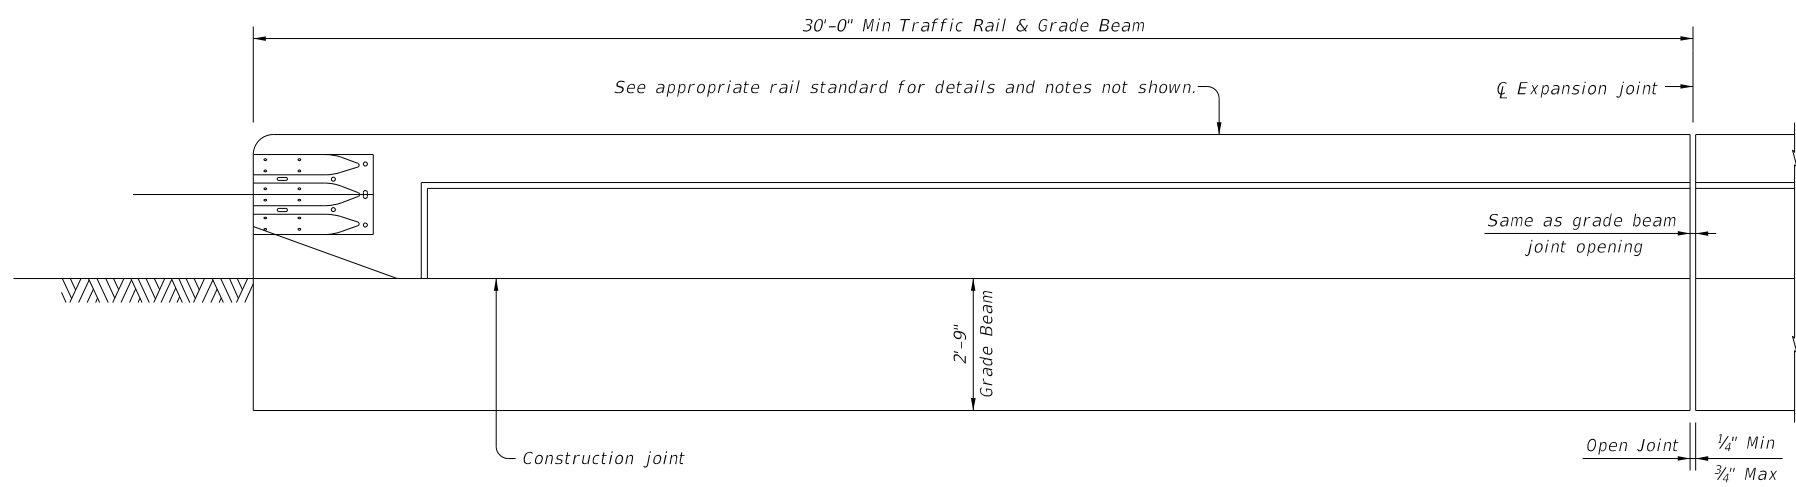 30'-0" Min Traffic Rail & Grade Beam
See appropriate rail standard for details and notes not shown.
℄ Expansion joint
Same as grade beam
joint opening
2'-9"
Grade Beam
Construction joint
Open Joint
¼" Min
¾" Max